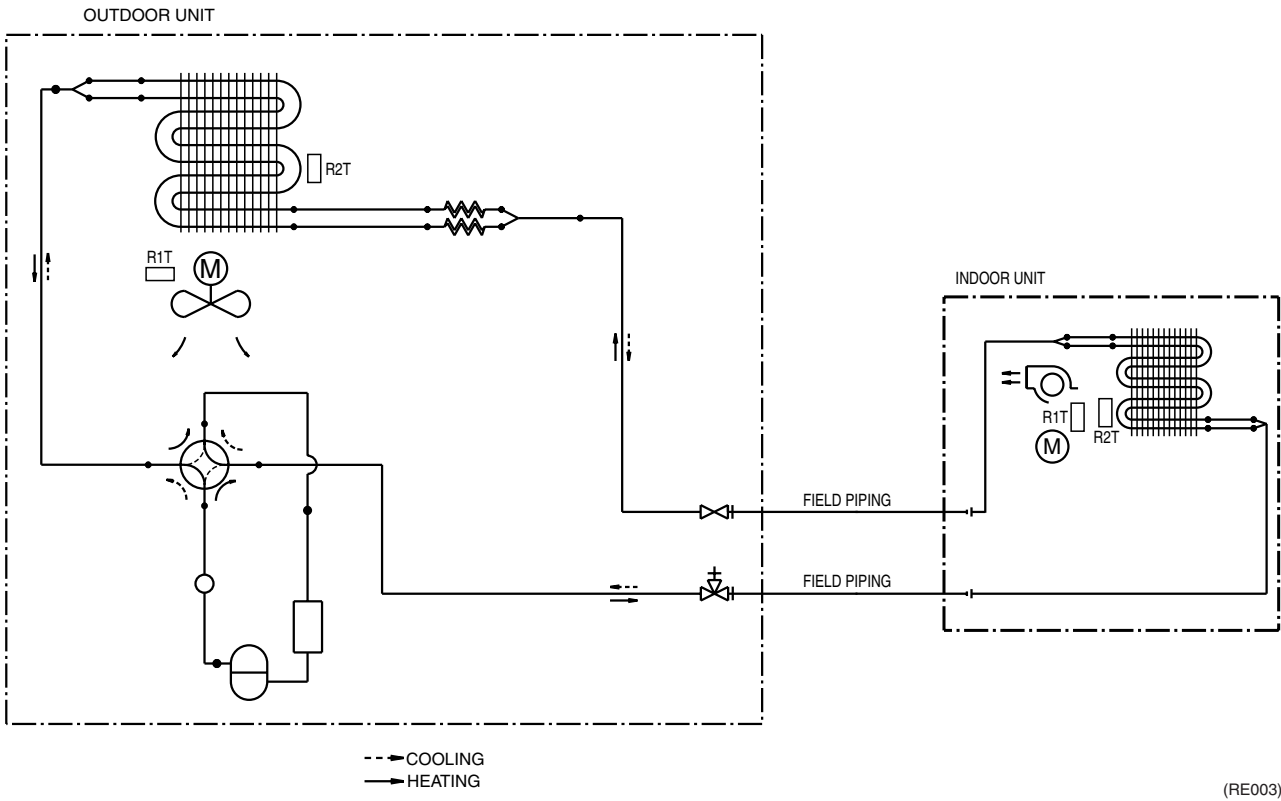 OUTDOOR UNIT
R2T
R1T
M
INDOOR UNIT
R1T
R2T
M
FIELD PIPING
FIELD PIPING
COOLING
HEATING
(RE003)